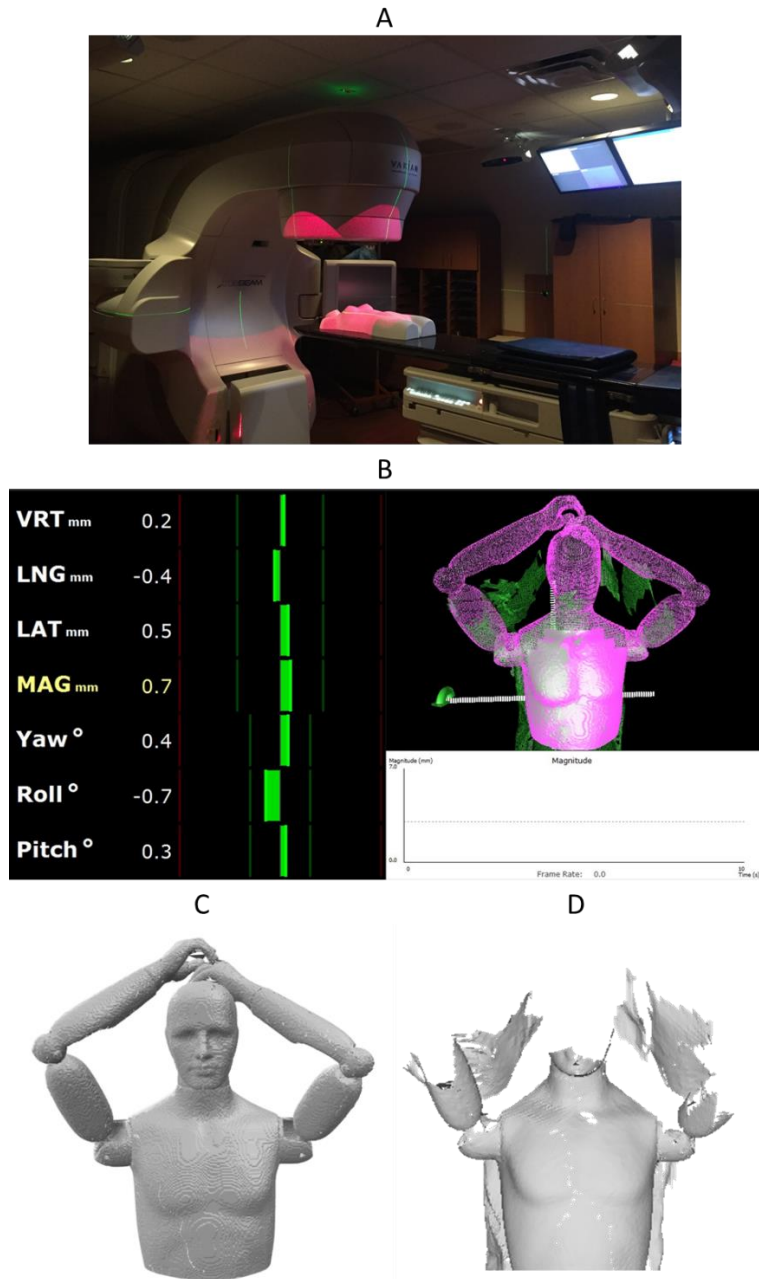 A
VARIAN
B
VRT mm 0.2
LNG mm -0.4
LAT mm 0.5
MAG mm 0.7
Yaw ° 0.4
Roll ° -0.7
Pitch ° 0.3
Magnitude (mm)
Magnitude
7.0
0.0
0
10
Frame Rate: 0.0
Time (s)
C
D